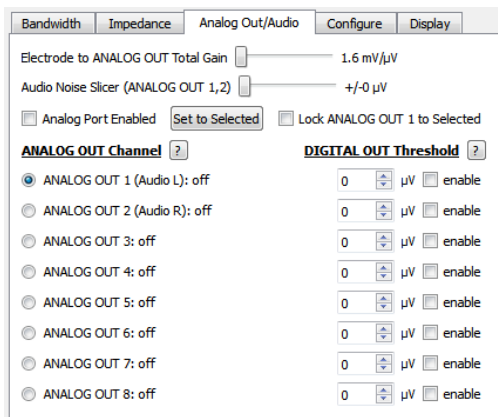 Bandwidth Impedance Analog Out/Audio Configure Display
Electrode to ANALOG OUT Total Gain 1.6 mV/µV
Audio Noise Slicer (ANALOG OUT 1,2) +/-0 µV
Analog Port Enabled Set to Selected Lock ANALOG OUT 1 to Selected
ANALOG OUT Channel ? DIGITAL OUT Threshold ?
ANALOG OUT 1 (Audio L): off 0 µV enable
ANALOG OUT 2 (Audio R): off 0 µV enable
ANALOG OUT 3: off 0 µV enable
ANALOG OUT 4: off 0 µV enable
ANALOG OUT 5: off 0 µV enable
ANALOG OUT 6: off 0 µV enable
ANALOG OUT 7: off 0 µV enable
ANALOG OUT 8: off 0 µV enable